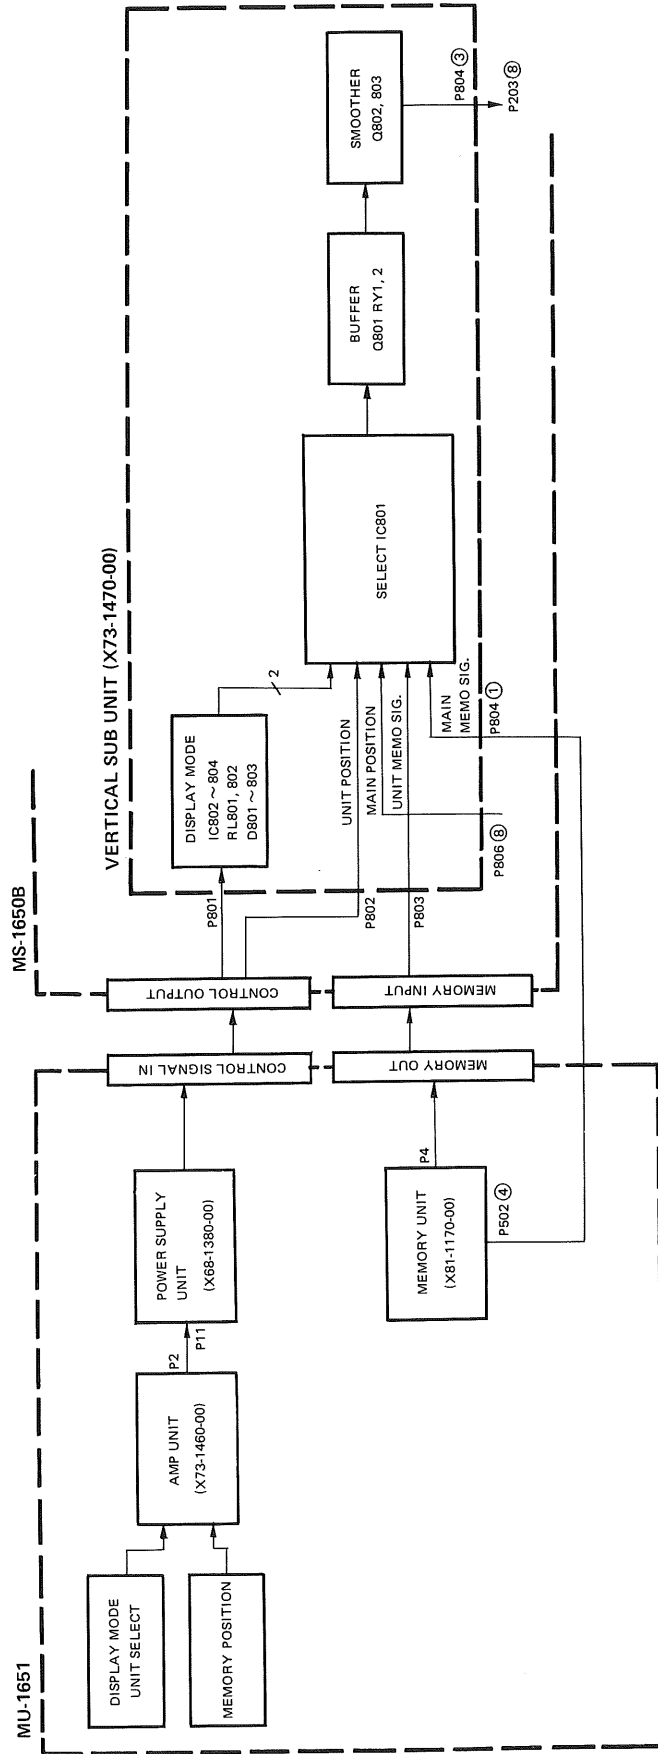 MU-1651
DISPLAY MODE
UNIT SELECT
MEMORY POSITION
AMP UNIT
(X73-1460-00)
P2
P11
POWER SUPPLY
UNIT
(X68-1380-00)
MEMORY UNIT
(X81-1170-00)
P4
P502 ④
CONTROL SIGNAL IN
MEMORY OUT
MS-1650B
CONTROL OUTPUT
MEMORY INPUT
VERTICAL SUB UNIT (X73-1470-00)
P801
P802
P803
P806 ⑧
DISPLAY MODE
IC802 ~ 804
RL801, 802
D801 ~ 803
2
UNIT POSITION
MAIN POSITION
UNIT MEMO SIG.
MAIN
MEMO SIG.
P804 ①
SELECT IC801
BUFFER
Q801 RY1, 2
SMOOTHER
Q802, 803
P804 ③
P203 ⑧